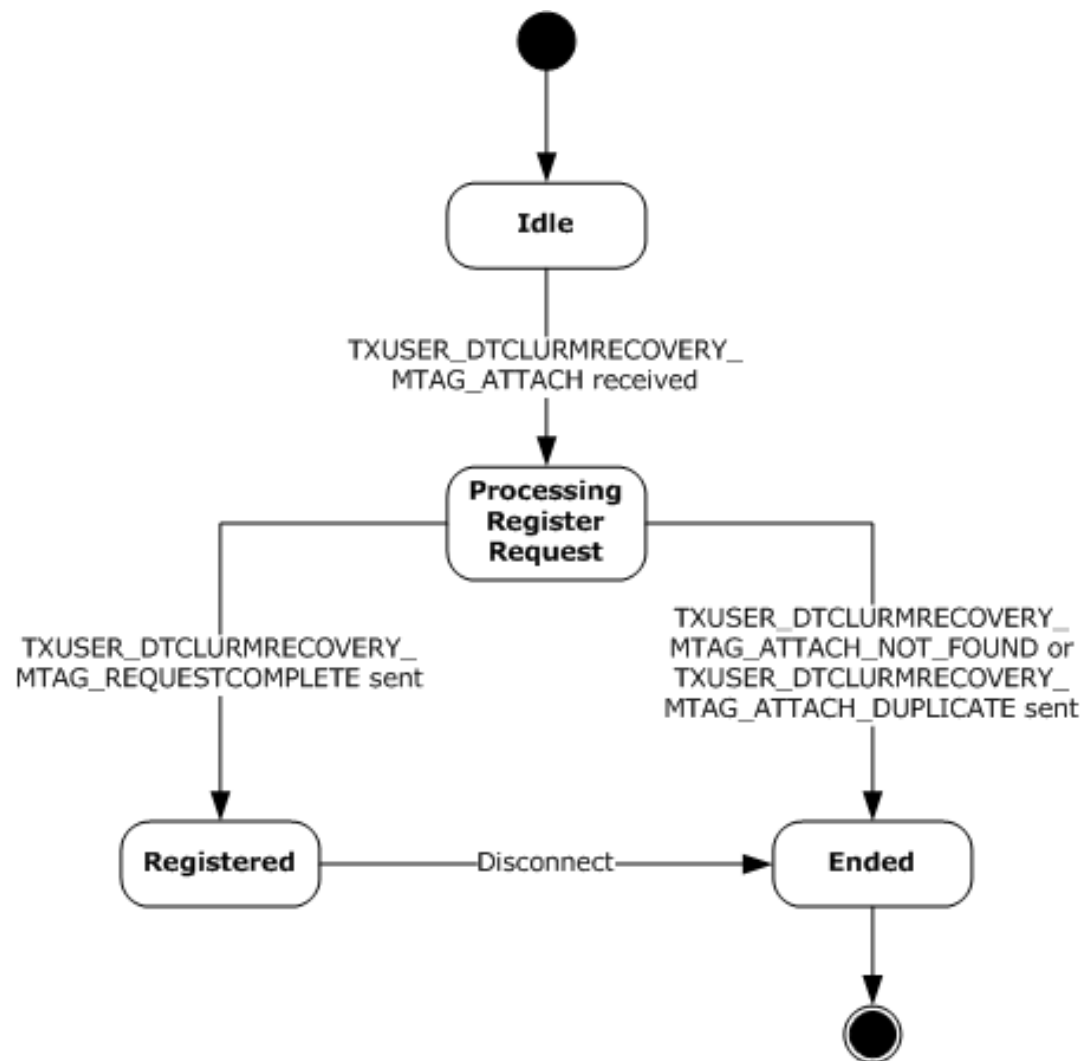 Idle
TXUSER_DTCLURMRECOVERY_
MTAG_ATTACH received
Processing
Register
Request
TXUSER_DTCLURMRECOVERY_
MTAG_REQUESTCOMPLETE sent
TXUSER_DTCLURMRECOVERY_
MTAG_ATTACH_NOT_FOUND or
TXUSER_DTCLURMRECOVERY_
MTAG_ATTACH_DUPLICATE sent
Registered
Disconnect
Ended